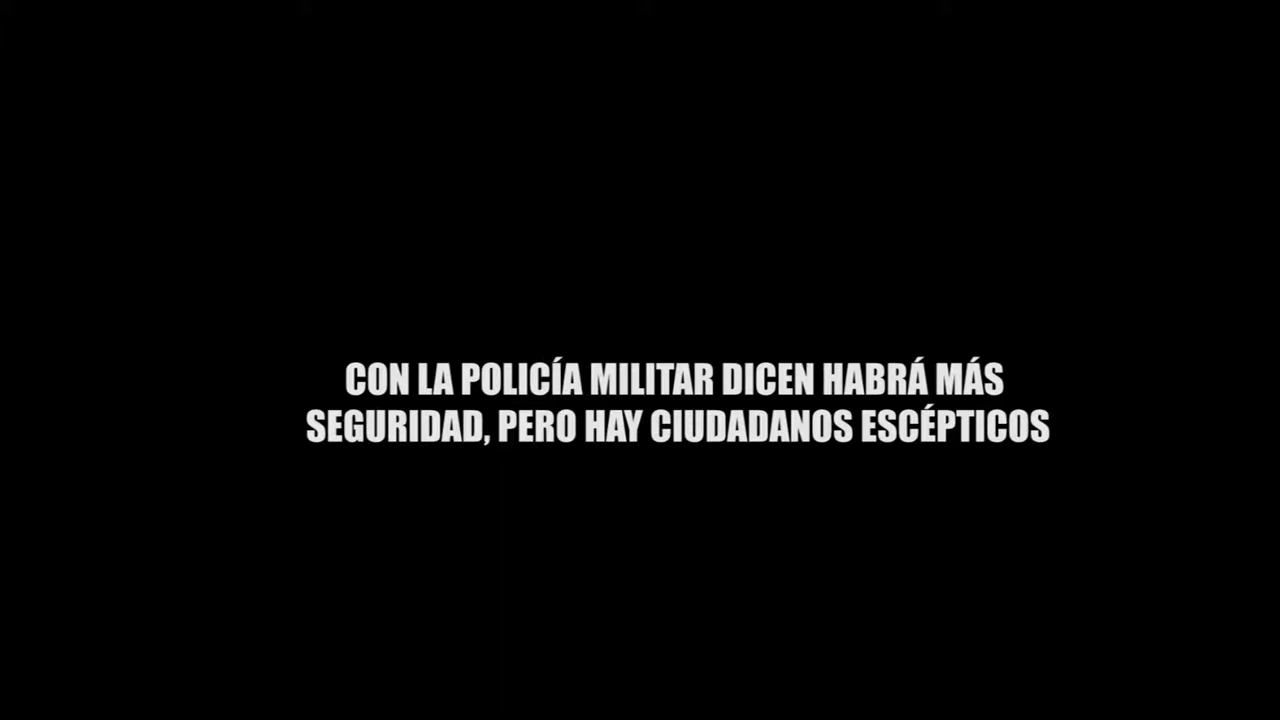 CON LA POLICÍA MILITAR DICEN HABRÁ MÁS
SEGURIDAD, PERO HAY CIUDADANOS ESCÉPTICOS